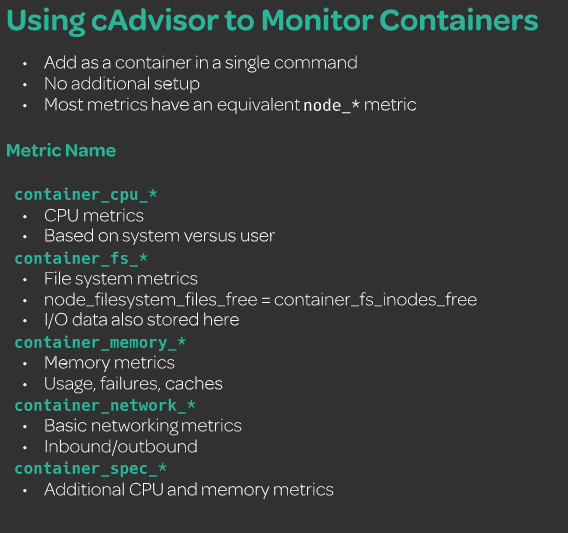 Using cAdvisor to Monitor Containers
• Add as a container in a single command
• No additional setup
• Most metrics have an equivalent node_* metric
Metric Name
container_cpu_*
• CPU metrics
• Based on system versus user
container_fs_*
• File system metrics
• node_filesystem_files_free = container_fs_inodes_free
• I/O data also stored here
container_memory_*
• Memory metrics
• Usage, failures, caches
container_network_*
• Basic networking metrics
• Inbound/outbound
container_spec_*
• Additional CPU and memory metrics